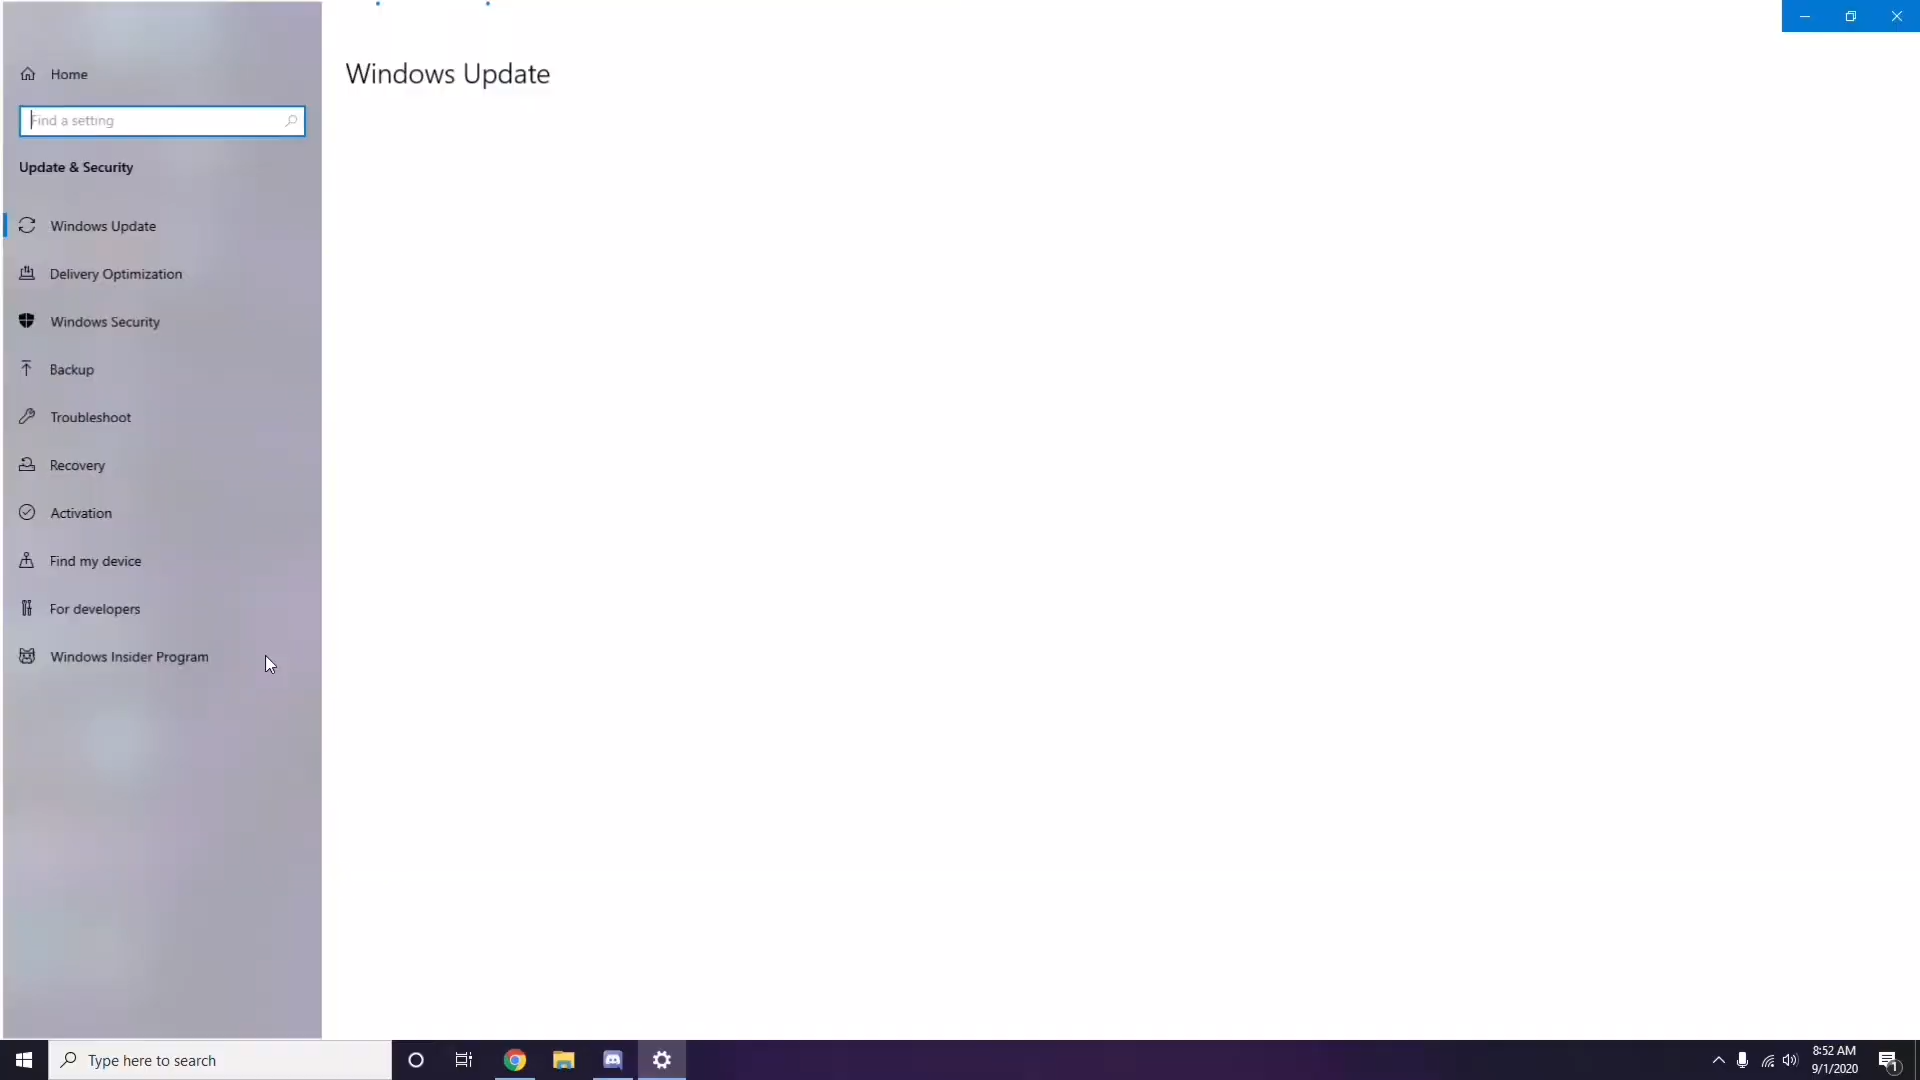 Home
Find a setting
Update & Security
Windows Update
Delivery Optimization
Windows Security
Backup
Troubleshoot
Recovery
Activation
Find my device
For developers
Windows Insider Program
Windows Update
Type here to search
8:52 AM
9/1/2020
1